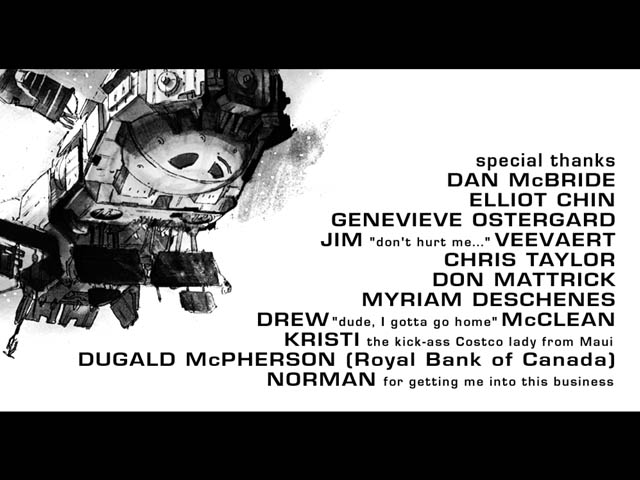 special thanks
DAN McBRIDE
ELLIOT CHIN
GENEVIEVE OSTERGARD
JIM "don't hurt me..." VEEVAERT
CHRIS TAYLOR
DON MATTRICK
MYRIAM DESCHENES
DREW "dude, I gotta go home" McCLEAN
KRISTI the kick-ass Costco lady from Maui
DUGALD McPHERSON (Royal Bank of Canada)
NORMAN for getting me into this business